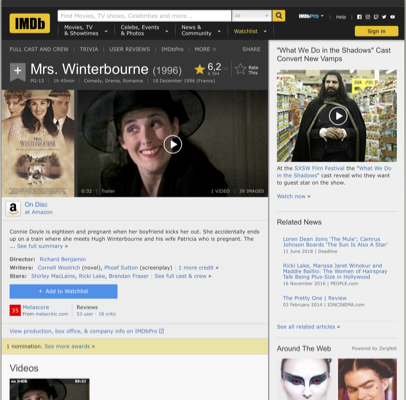 IMDb
Find Movies, TV shows, Celebrities and more...
All
IMDbPro
Help
Movies, TV
& Showtimes
Celebs, Events
& Photos
News &
Community
Watchlist
Sign in
FULL CAST AND CREW | TRIVIA | USER REVIEWS | IMDbPro | MORE
SHARE
Mrs. Winterbourne (1996)
6,2
Rate
This
PG-13 | 1h 45min | Comedy, Drama, Romance | 18 December 1996 (France)
0:32 | Trailer
1 VIDEO | 39 IMAGES
On Disc
at Amazon
Connie Doyle is eighteen and pregnant when her boyfriend kicks her out. She accidentally ends
up on a train where she meets Hugh Winterbourne and his wife Patricia who is pregnant. The
... See full summary »
Director: Richard Benjamin
Writers: Cornell Woolrich (novel), Phoef Sutton (screenplay) | 1 more credit »
Stars: Shirley MacLaine, Ricki Lake, Brendan Fraser | See full cast & crew »
+ Add to Watchlist
35
Metascore
From metacritic.com
Reviews
53 user | 18 critic
View production, box office, & company info on IMDbPro
1 nomination. See more awards »
Videos
"What We Do in the Shadows" Cast
Convert New Vamps
At the SXSW Film Festival the "What We Do
in the Shadows" cast reveal who they want
to guest star on the show.
Watch now »
Related News
Loren Dean Joins 'The Mule'; Camrus
Johnson Boards 'The Sun Is Also A Star'
11 June 2018 | Deadline
Ricki Lake, Marissa Jaret Winokur and
Maddie Baillio: The Women of Hairspray
Talk Being Plus-Size in Hollywood
16 November 2016 | PEOPLE.com
The Pretty One | Review
03 February 2014 | IONCINEMA.com
See all related articles »
Around The Web
Powered by ZergNet